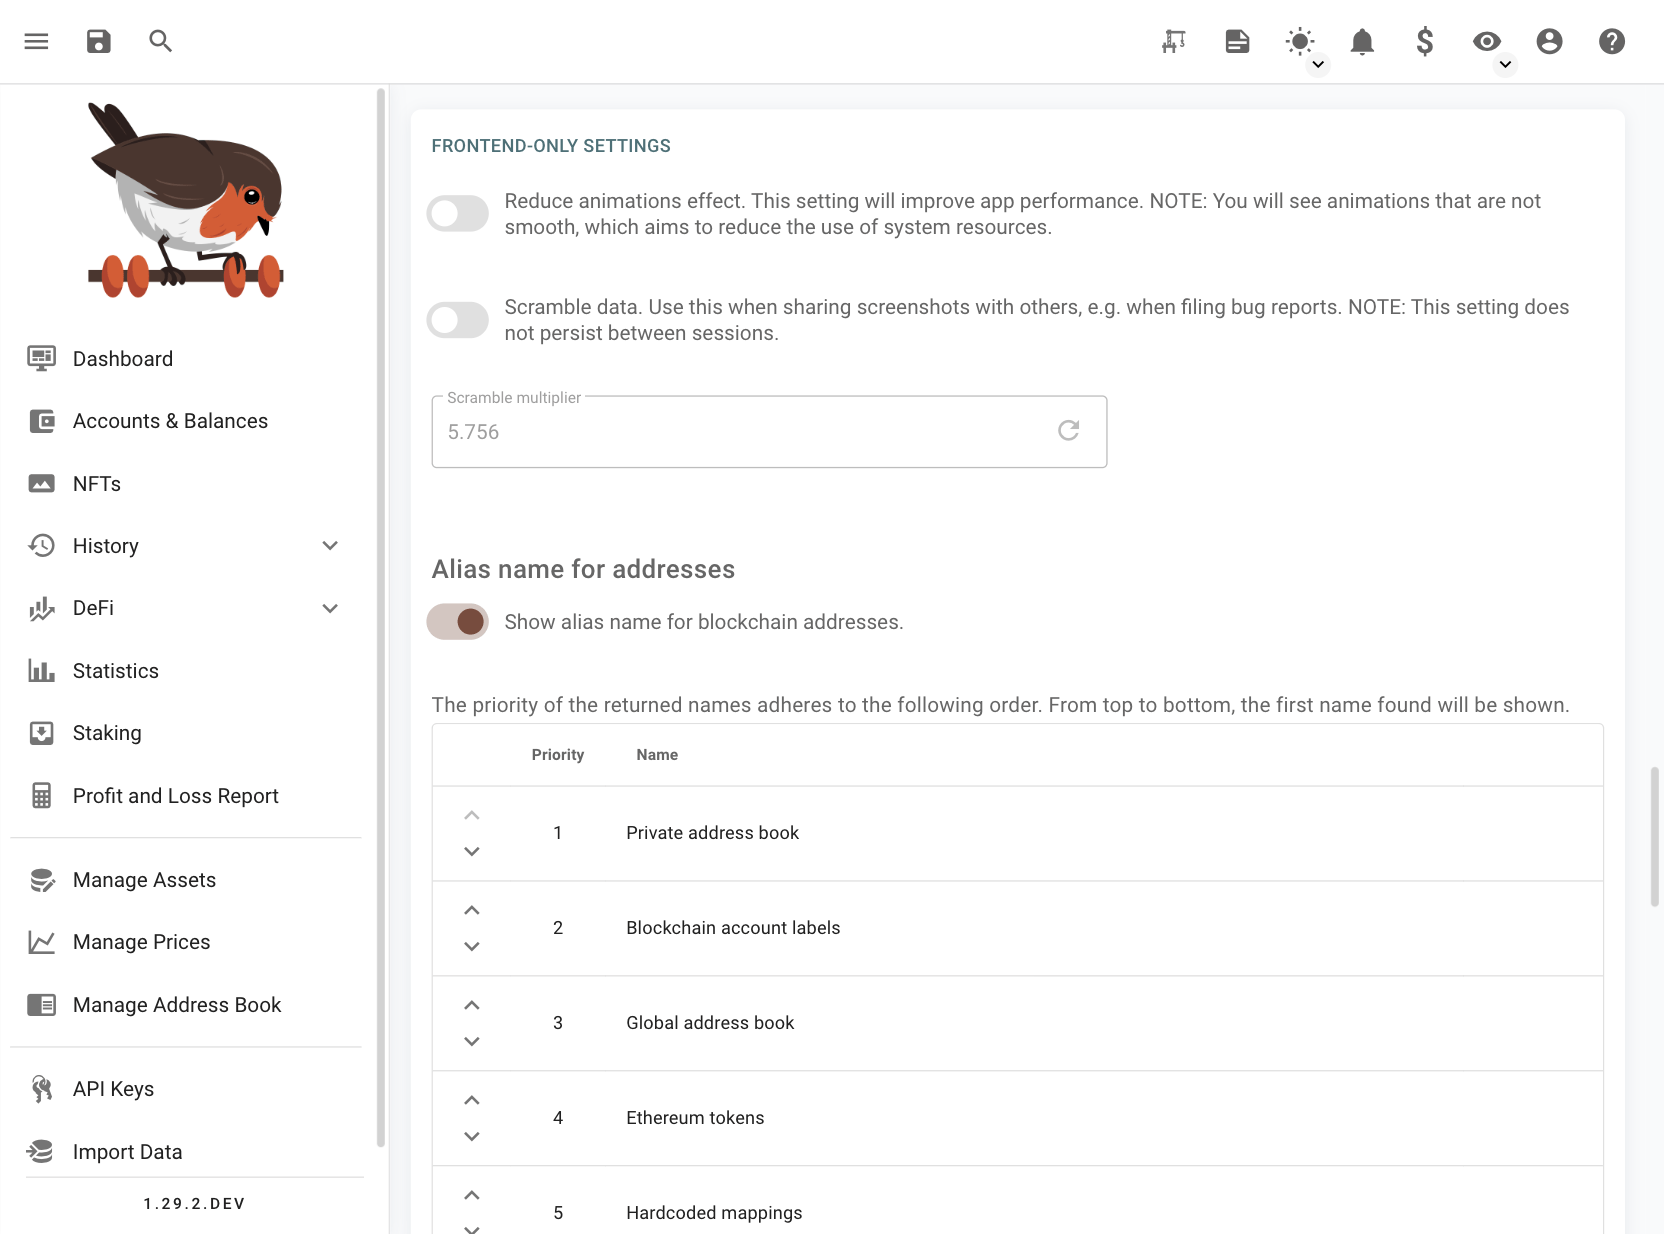 FRONTEND-ONLY SETTINGS
Reduce animations effect. This setting will improve app performance. NOTE: You will see animations that are not
smooth, which aims to reduce the use of system resources.
Scramble data. Use this when sharing screenshots with others, e.g. when filing bug reports. NOTE: This setting does
not persist between sessions.
Scramble multiplier
5.756
Alias name for addresses
Show alias name for blockchain addresses.
The priority of the returned names adheres to the following order. From top to bottom, the first name found will be shown.
Priority Name
1 Private address book
2 Blockchain account labels
3 Global address book
4 Ethereum tokens
5 Hardcoded mappings
Dashboard
Accounts & Balances
NFTs
History
DeFi
Statistics
Staking
Profit and Loss Report
Manage Assets
Manage Prices
Manage Address Book
API Keys
Import Data
1.29.2.DEV